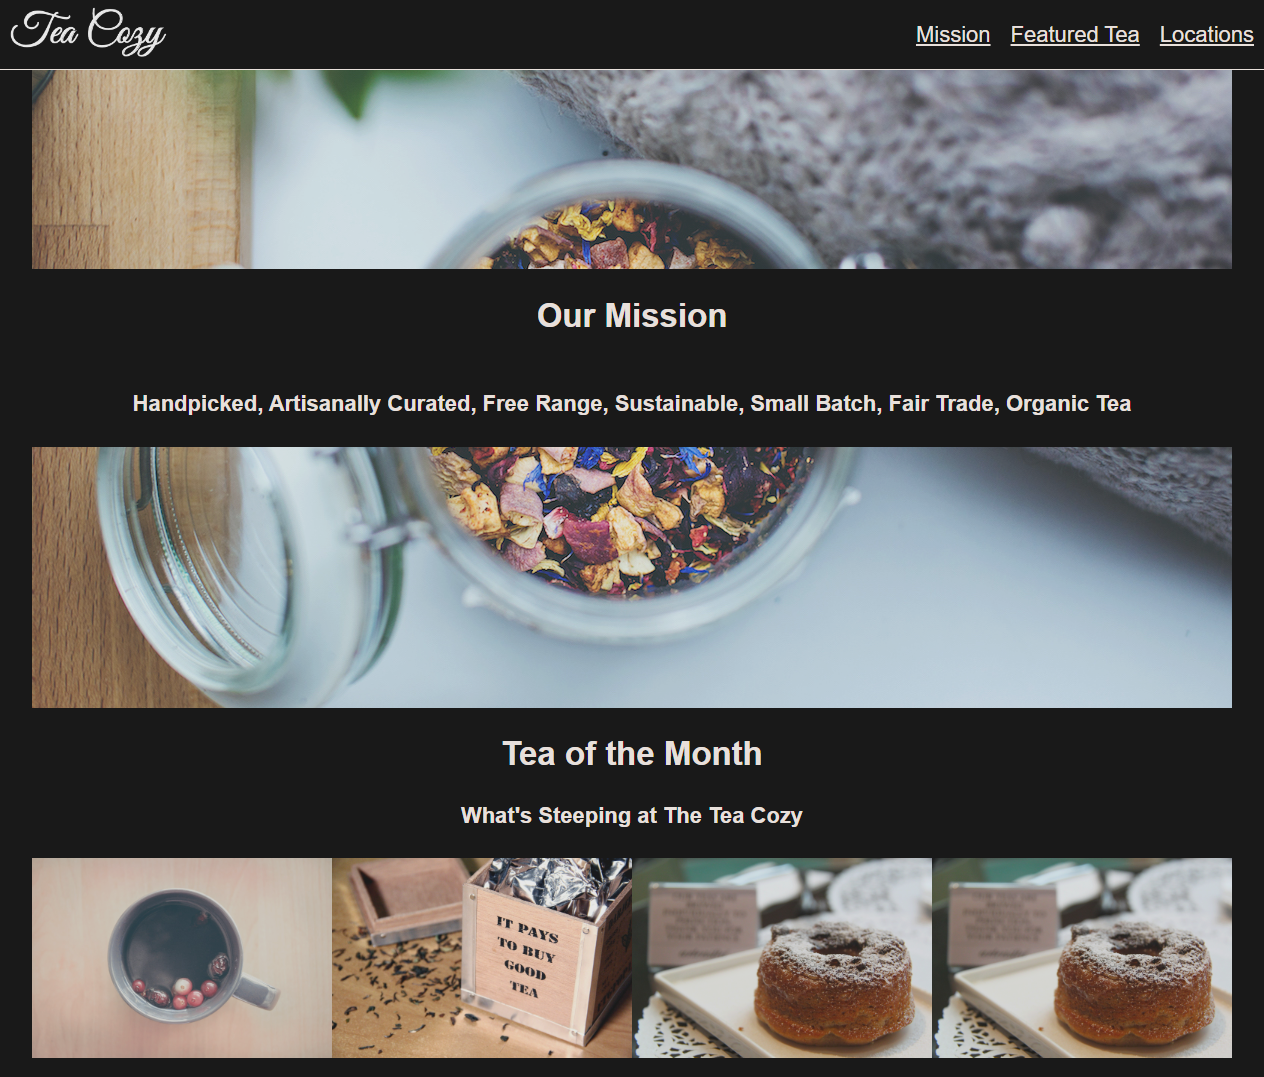 Tea Cozy
Mission Featured Tea Locations
Our Mission
Handpicked, Artisanally Curated, Free Range, Sustainable, Small Batch, Fair Trade, Organic Tea
Tea of the Month
What's Steeping at The Tea Cozy
IT PAYS
TO BUY
GOOD
TEA